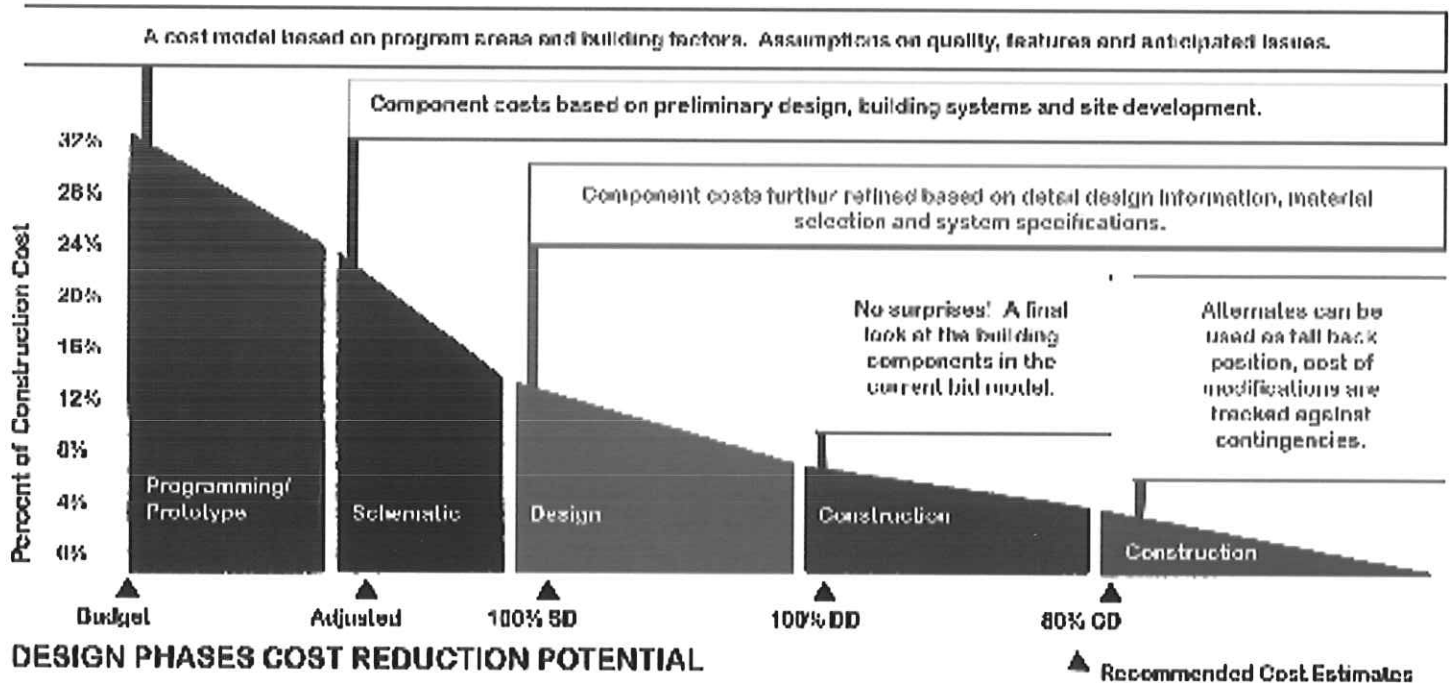 A cost model based on program areas and building factors. Assumptions on quality, features and anticipated issues.
Component costs based on preliminary design, building systems and site development.
Component costs further refined based on detail design information, material
selection and system specifications.
No surprises! A final
look at the building
components in the
current bid model.
Alternates can be
used as fall back
position, cost of
modifications are
tracked against
contingencies.
Percent of Construction Cost
32%
28%
24%
20%
16%
12%
8%
4%
0%
Programming/
Prototype
Schematic
Design
Construction
Construction
Budget
Adjusted
100% SD
100% DD
80% CD
DESIGN PHASES COST REDUCTION POTENTIAL
Recommended Cost Estimates